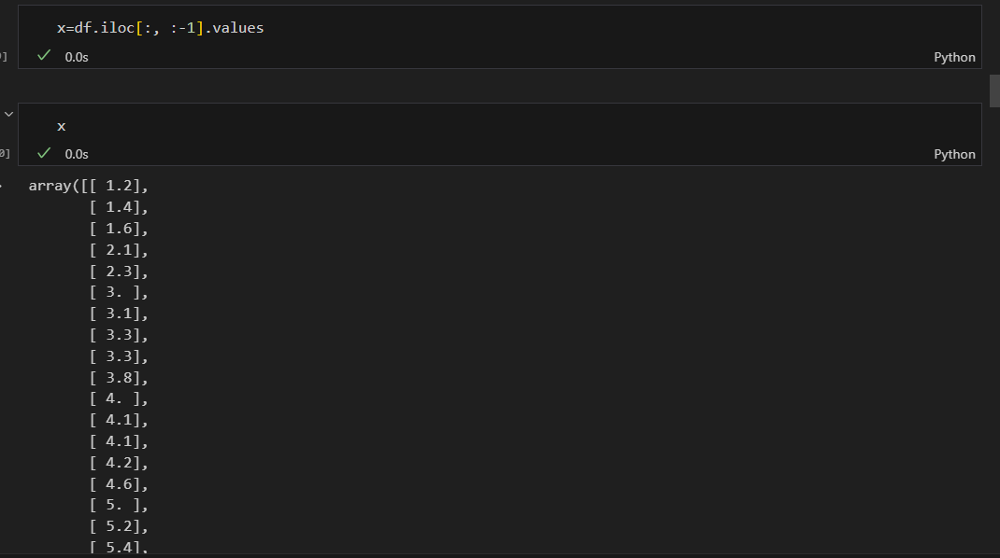 x=df.iloc[:, :-1].values
]
0.0s
Python
x
0]
0.0s
Python
array([[ 1.2],
[ 1.4],
[ 1.6],
[ 2.1],
[ 2.3],
[ 3. ],
[ 3.1],
[ 3.3],
[ 3.3],
[ 3.8],
[ 4. ],
[ 4.1],
[ 4.1],
[ 4.2],
[ 4.6],
[ 5. ],
[ 5.2],
[ 5.4],